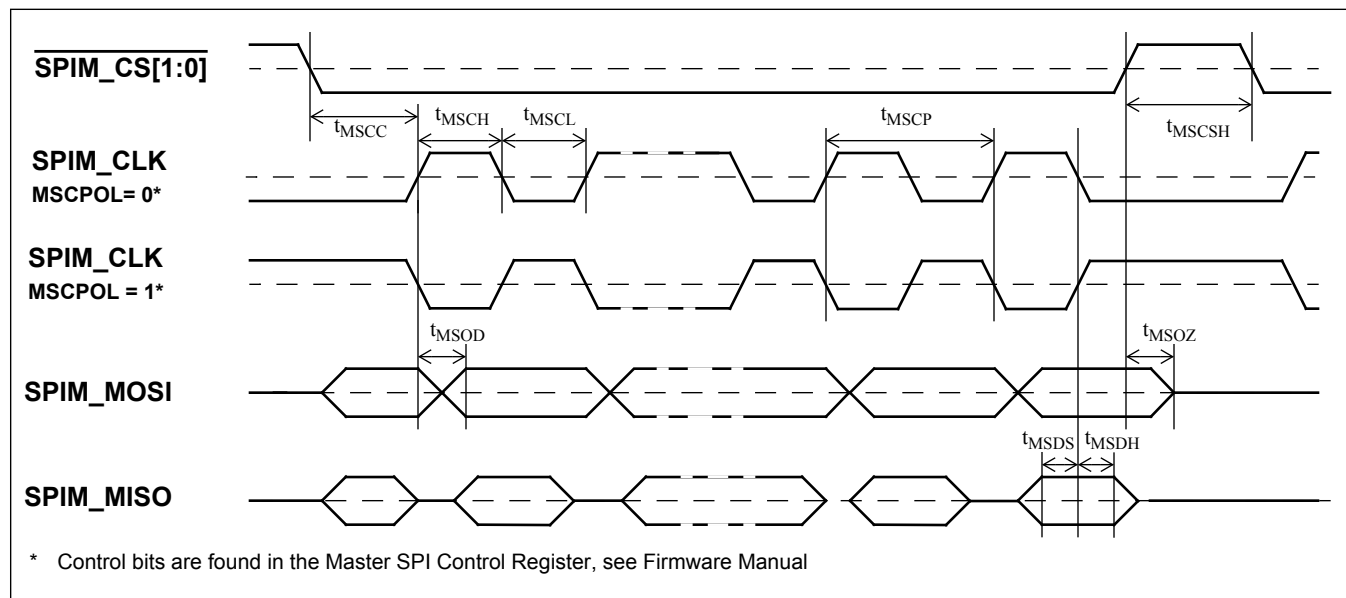 SPIM_CS[1:0]
tMSCC
tMSCH
tMSCL
tMSCP
tMSCSH
SPIM_CLK
MSCPOL= 0*
SPIM_CLK
MSCPOL = 1*
tMSOD
tMSOZ
SPIM_MOSI
tMSDS
tMSDH
SPIM_MISO
* Control bits are found in the Master SPI Control Register, see Firmware Manual